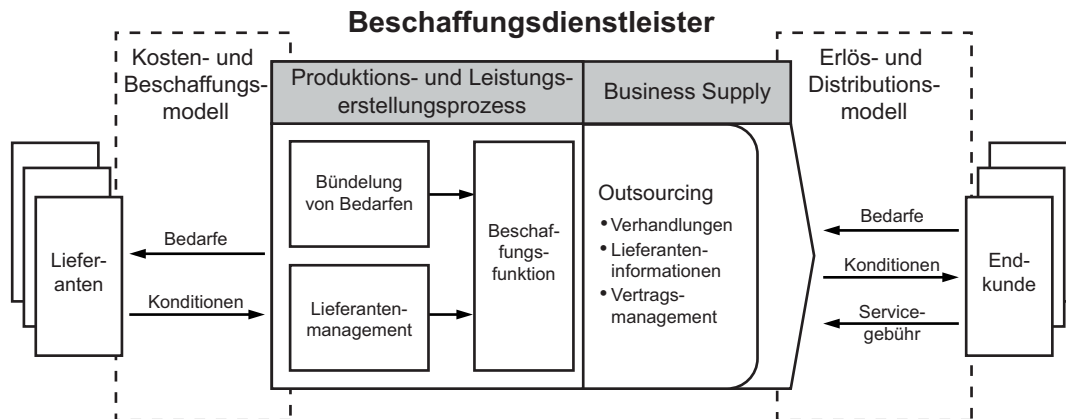 Beschaffungsdienstleister
Kosten- und
Beschaffungs-
modell
Produktions- und Leistungs-
erstellungsprozess
Business Supply
Erlös- und
Distributions-
modell
Liefer-
anten
Bedarfe
Konditionen
Bündelung
von Bedarfen
Lieferanten-
management
Beschaf-
fungs-
funktion
Outsourcing
• Verhandlungen
• Lieferanten-
informationen
• Vertrags-
management
Bedarfe
Konditionen
Service-
gebühr
End-
kunde